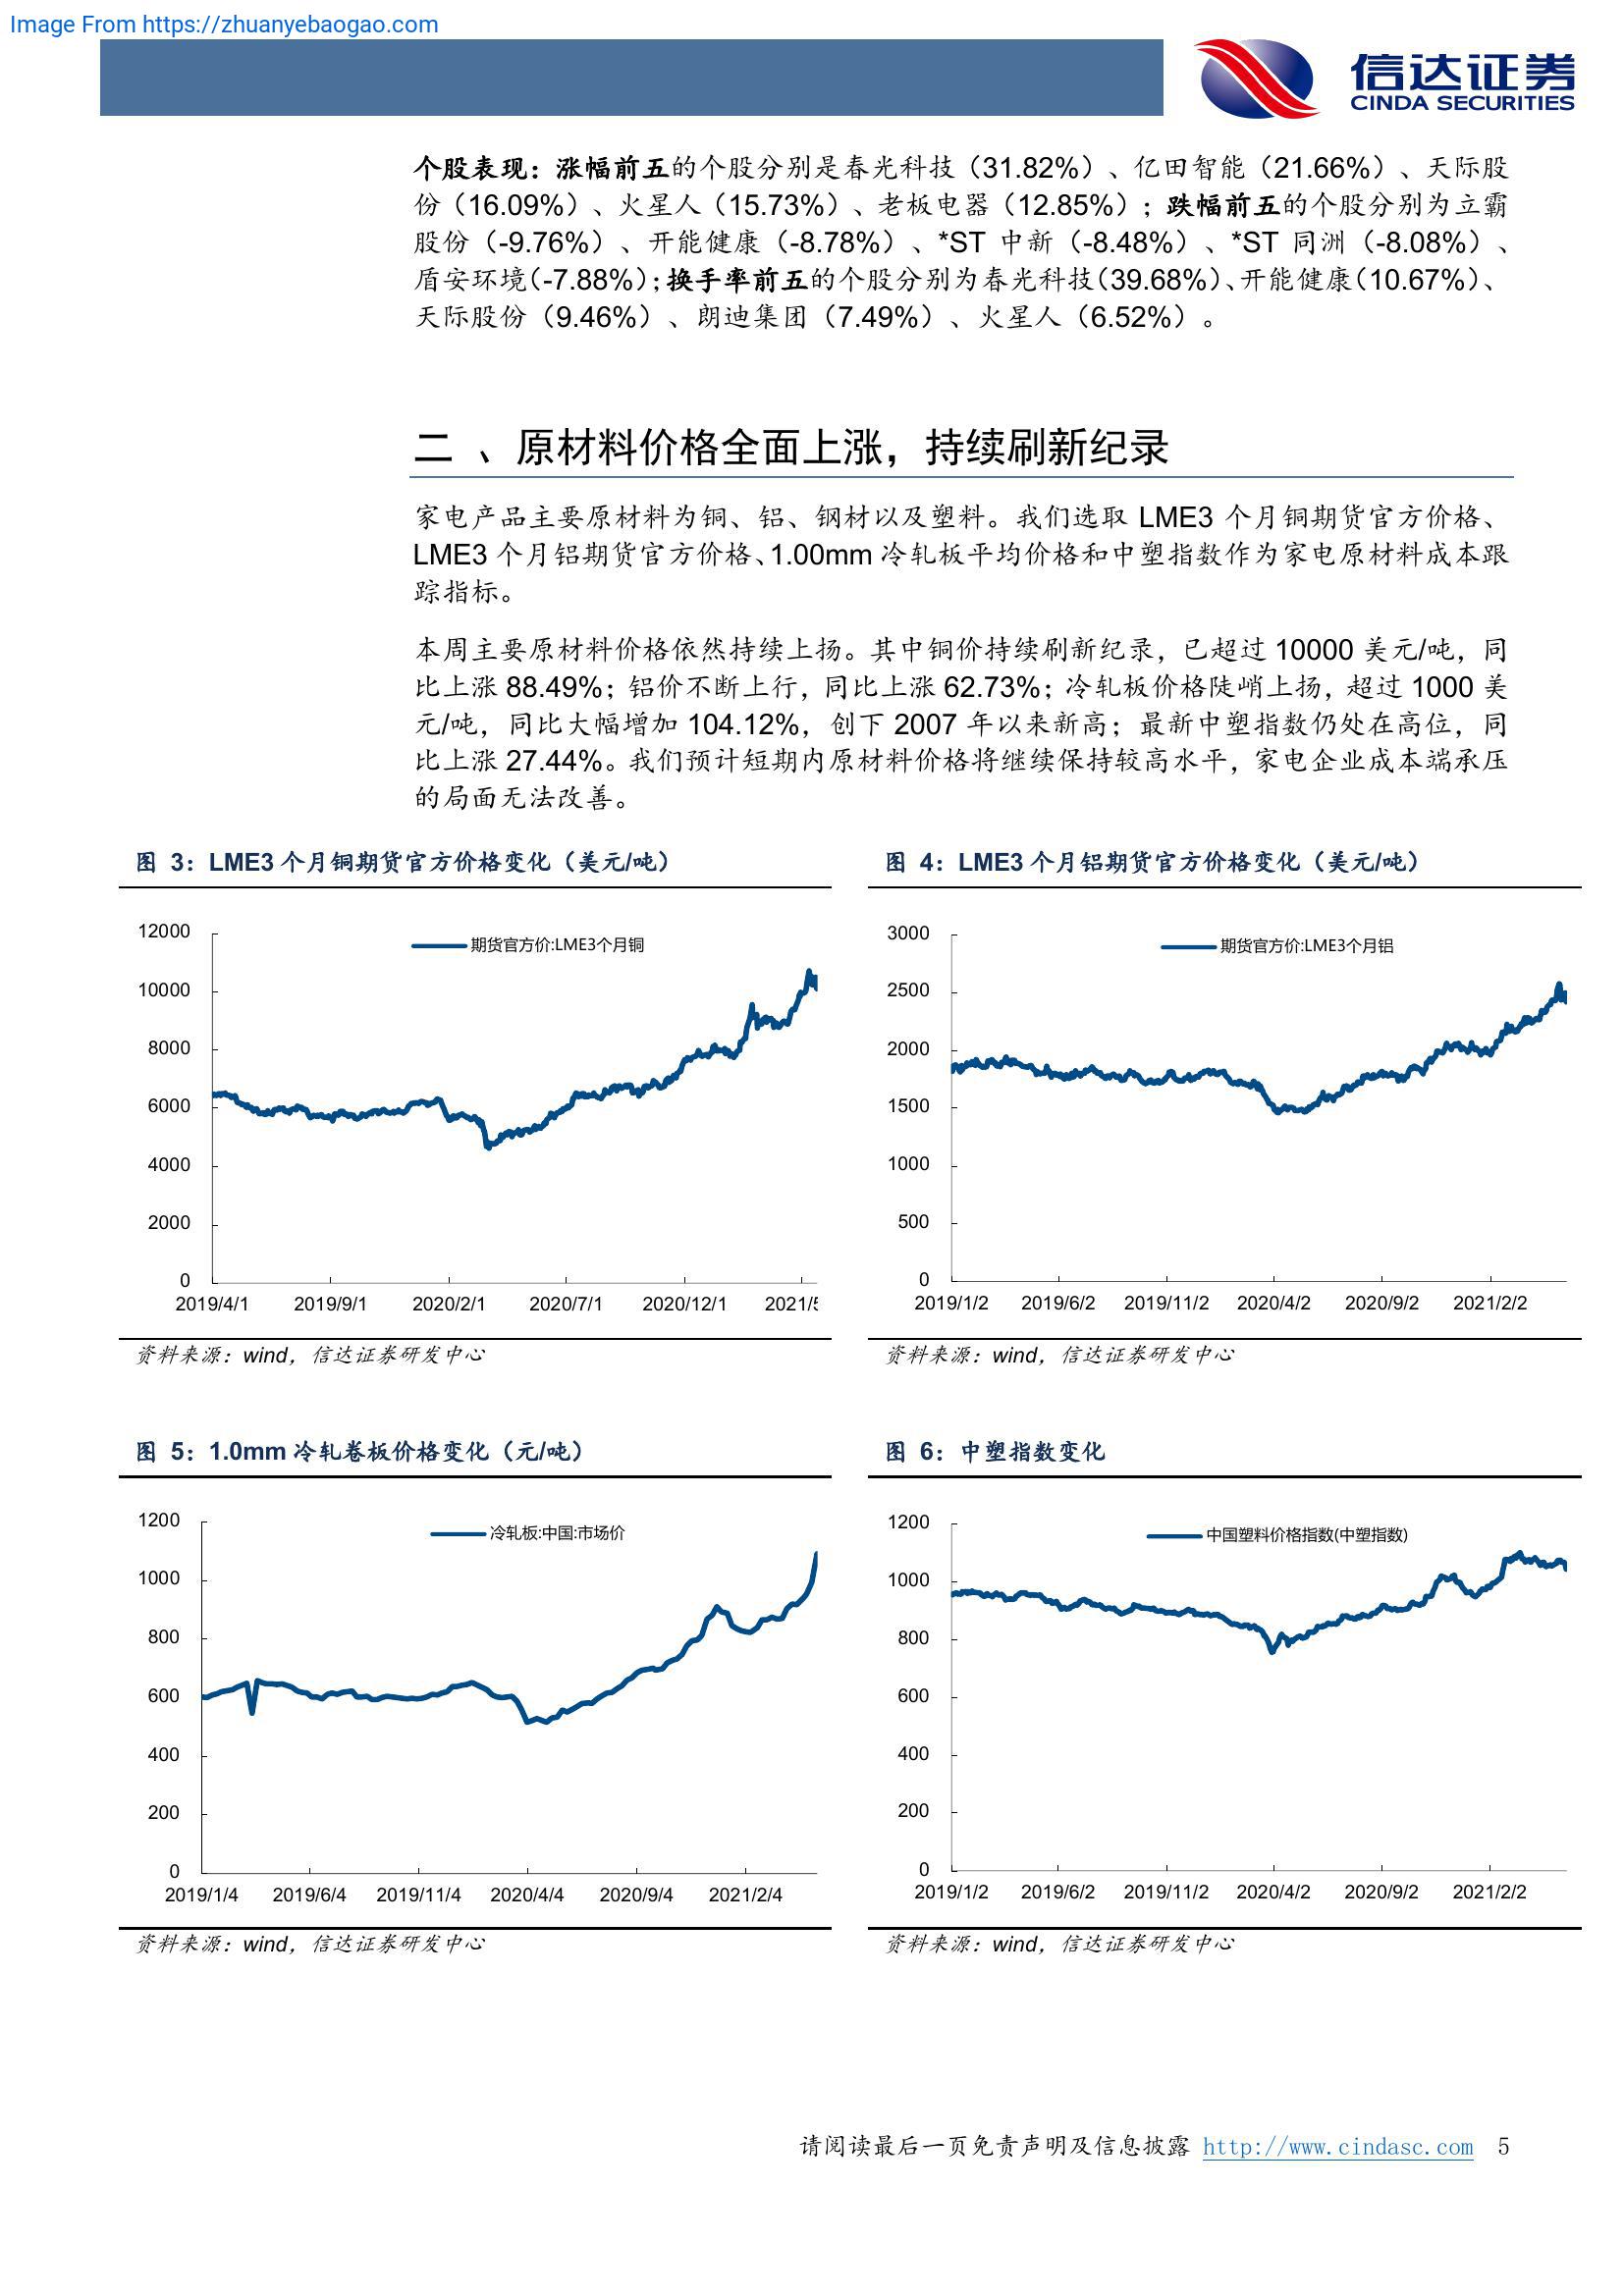 Image From https://zhuanyebaogao.com
信达证券
CINDA SECURITIES
个股表现：涨幅前五的个股分别是春光科技（31.82%）、亿田智能（21.66%）、天际股
份（16.09%）、火星人（15.73%）、老板电器（12.85%）；跌幅前五的个股分别为立霸
股份（-9.76%）、开能健康（-8.78%）、*ST 中新（-8.48%）、*ST 同洲（-8.08%）、
盾安环境（-7.88%）；换手率前五的个股分别为春光科技（39.68%）、开能健康（10.67%）、
天际股份（9.46%）、朗迪集团（7.49%）、火星人（6.52%）。
二 、原材料价格全面上涨，持续刷新纪录
家电产品主要原材料为铜、铝、钢材以及塑料。我们选取 LME3 个月铜期货官方价格、
LME3 个月铝期货官方价格、1.00mm 冷轧板平均价格和中塑指数作为家电原材料成本跟
踪指标。
本周主要原材料价格依然持续上扬。其中铜价持续刷新纪录，已超过 10000 美元/吨，同
比上涨 88.49%；铝价不断上行，同比上涨 62.73%；冷轧板价格陡峭上扬，超过 1000 美
元/吨，同比大幅增加 104.12%，创下 2007 年以来新高；最新中塑指数仍处在高位，同
比上涨 27.44%。我们预计短期内原材料价格将继续保持较高水平，家电企业成本端承压
的局面无法改善。
图 3：LME3 个月铜期货官方价格变化（美元/吨）
12000
10000
8000
6000
4000
2000
0
期货官方价:LME3个月铜
2019/4/1 2019/9/1 2020/2/1 2020/7/1 2020/12/1 2021/5
资料来源：wind，信达证券研发中心
图 4：LME3 个月铝期货官方价格变化（美元/吨）
3000
2500
2000
1500
1000
500
0
期货官方价:LME3个月铝
2019/1/2 2019/6/2 2019/11/2 2020/4/2 2020/9/2 2021/2/2
资料来源：wind，信达证券研发中心
图 5：1.0mm 冷轧卷板价格变化（元/吨）
1200
1000
800
600
400
200
0
冷轧板:中国:市场价
2019/1/4 2019/6/4 2019/11/4 2020/4/4 2020/9/4 2021/2/4
资料来源：wind，信达证券研发中心
图 6：中塑指数变化
1200
1000
800
600
400
200
0
中国塑料价格指数(中塑指数)
2019/1/2 2019/6/2 2019/11/2 2020/4/2 2020/9/2 2021/2/2
资料来源：wind，信达证券研发中心
请阅读最后一页免责声明及信息披露 http://www.cindasc.com 5